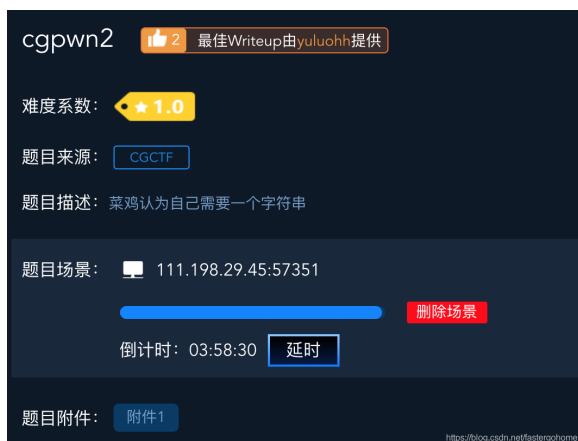 cgpwn2 2 最佳Writeup由yuluohh提供
难度系数： 1.0
题目来源： CGCTF
题目描述：菜鸡认为自己需要一个字符串
题目场景： 111.198.29.45:57351
删除场景
倒计时：03:58:30 延时
题目附件： 附件1
https://blog.csdn.net/fastergohome